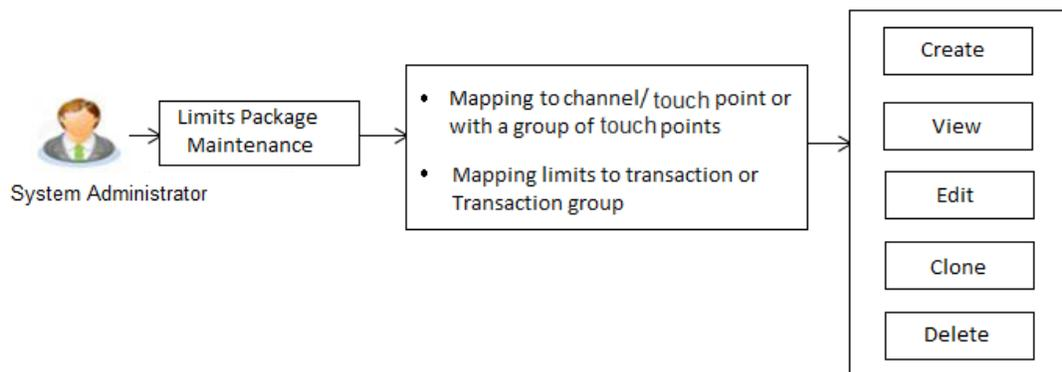 System Administrator
Limits Package
Maintenance
• Mapping to channel/ touch point or
with a group of touch points
• Mapping limits to transaction or
Transaction group
Create
View
Edit
Clone
Delete